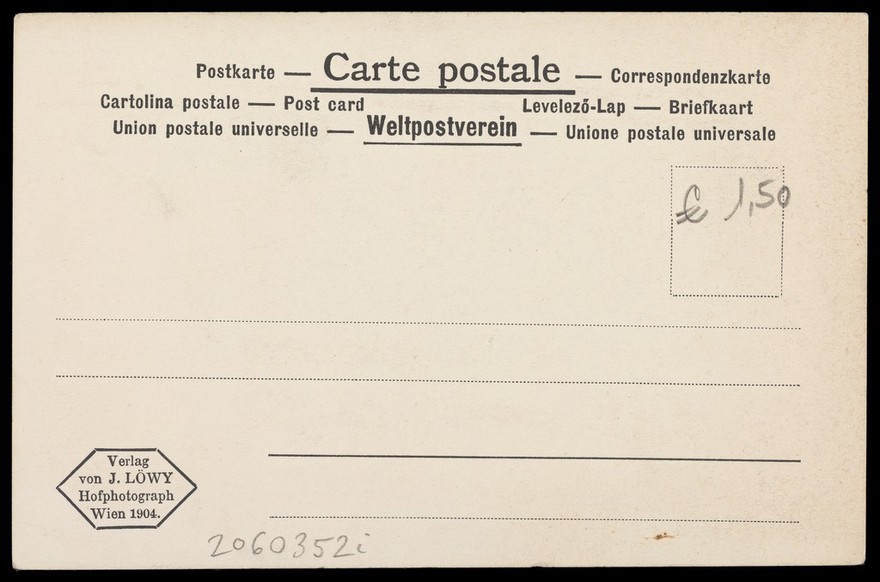 Postkarte — Carte postale — Correspondenzkarte
Cartolina postale — Post card Levelező-Lap — Briefkaart
Union postale universelle — Weltpostverein — Unione postale universale
£ 1,50
Verlag
von J. LÖWY
Hofphotograph
Wien 1904.
2060352i